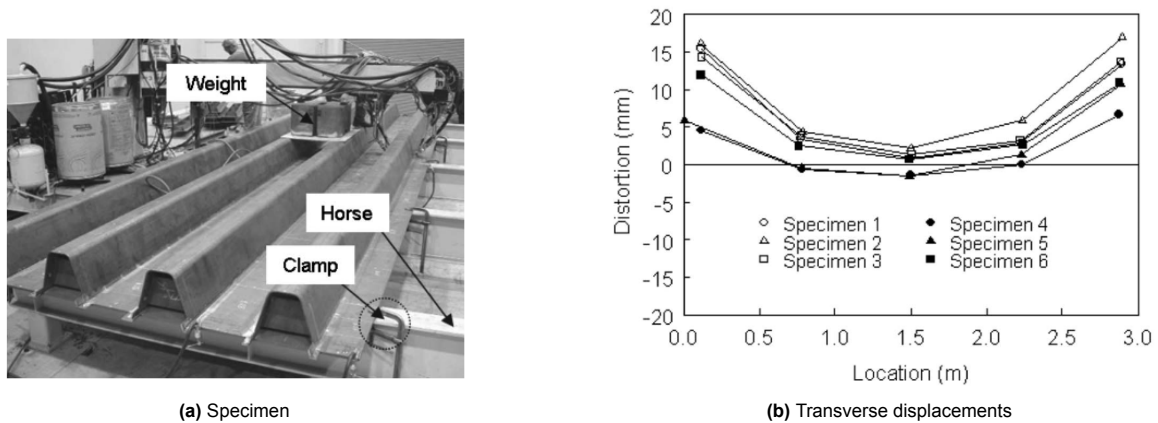 Weight
Horse
Clamp
(a) Specimen
20
15
10
5
0
-5
-10
-15
-20
Distortion (mm)
Specimen 1
Specimen 2
Specimen 3
Specimen 4
Specimen 5
Specimen 6
0.0 0.5 1.0 1.5 2.0 2.5 3.0
Location (m)
(b) Transverse displacements